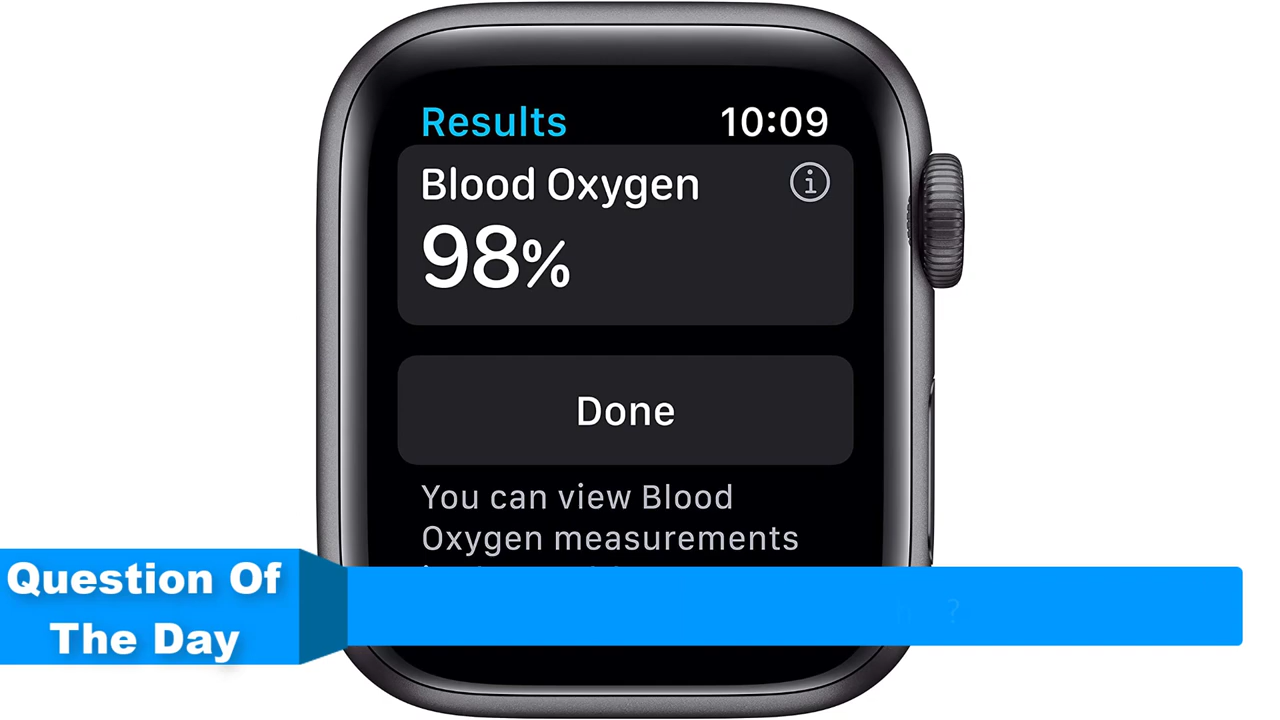 Results 10:09
Blood Oxygen
98%
Done
You can view Blood
Oxygen measurements
Question Of
The Day
?